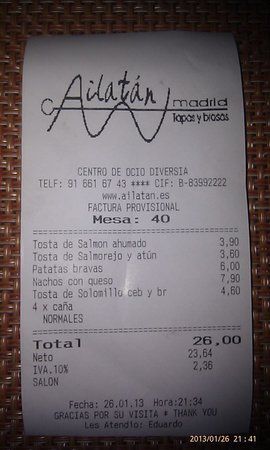 Ailatán
madrid
Tapas y brasas
CENTRO DE OCIO DIVERSIA
TELF: 91 661 67 43 **** CIF: B-83992222
www.ailatan.es
FACTURA PROVISIONAL
Mesa: 40
Tosta de Salmon ahumado 3,90
Tosta de Salmorejo y atún 3,60
Patatas bravas 6,00
Nachos con queso 7,90
Tosta de Solomillo ceb y br 4,60
4 x caña
NORMALES
Total 26,00
Neto 23,64
IVA.10% 2,36
SALON
Fecha: 26.01.13 Hora:21:34
GRACIAS POR SU VISITA * THANK YOU
Les Atendio: Eduardo
2013/01/26 21:41